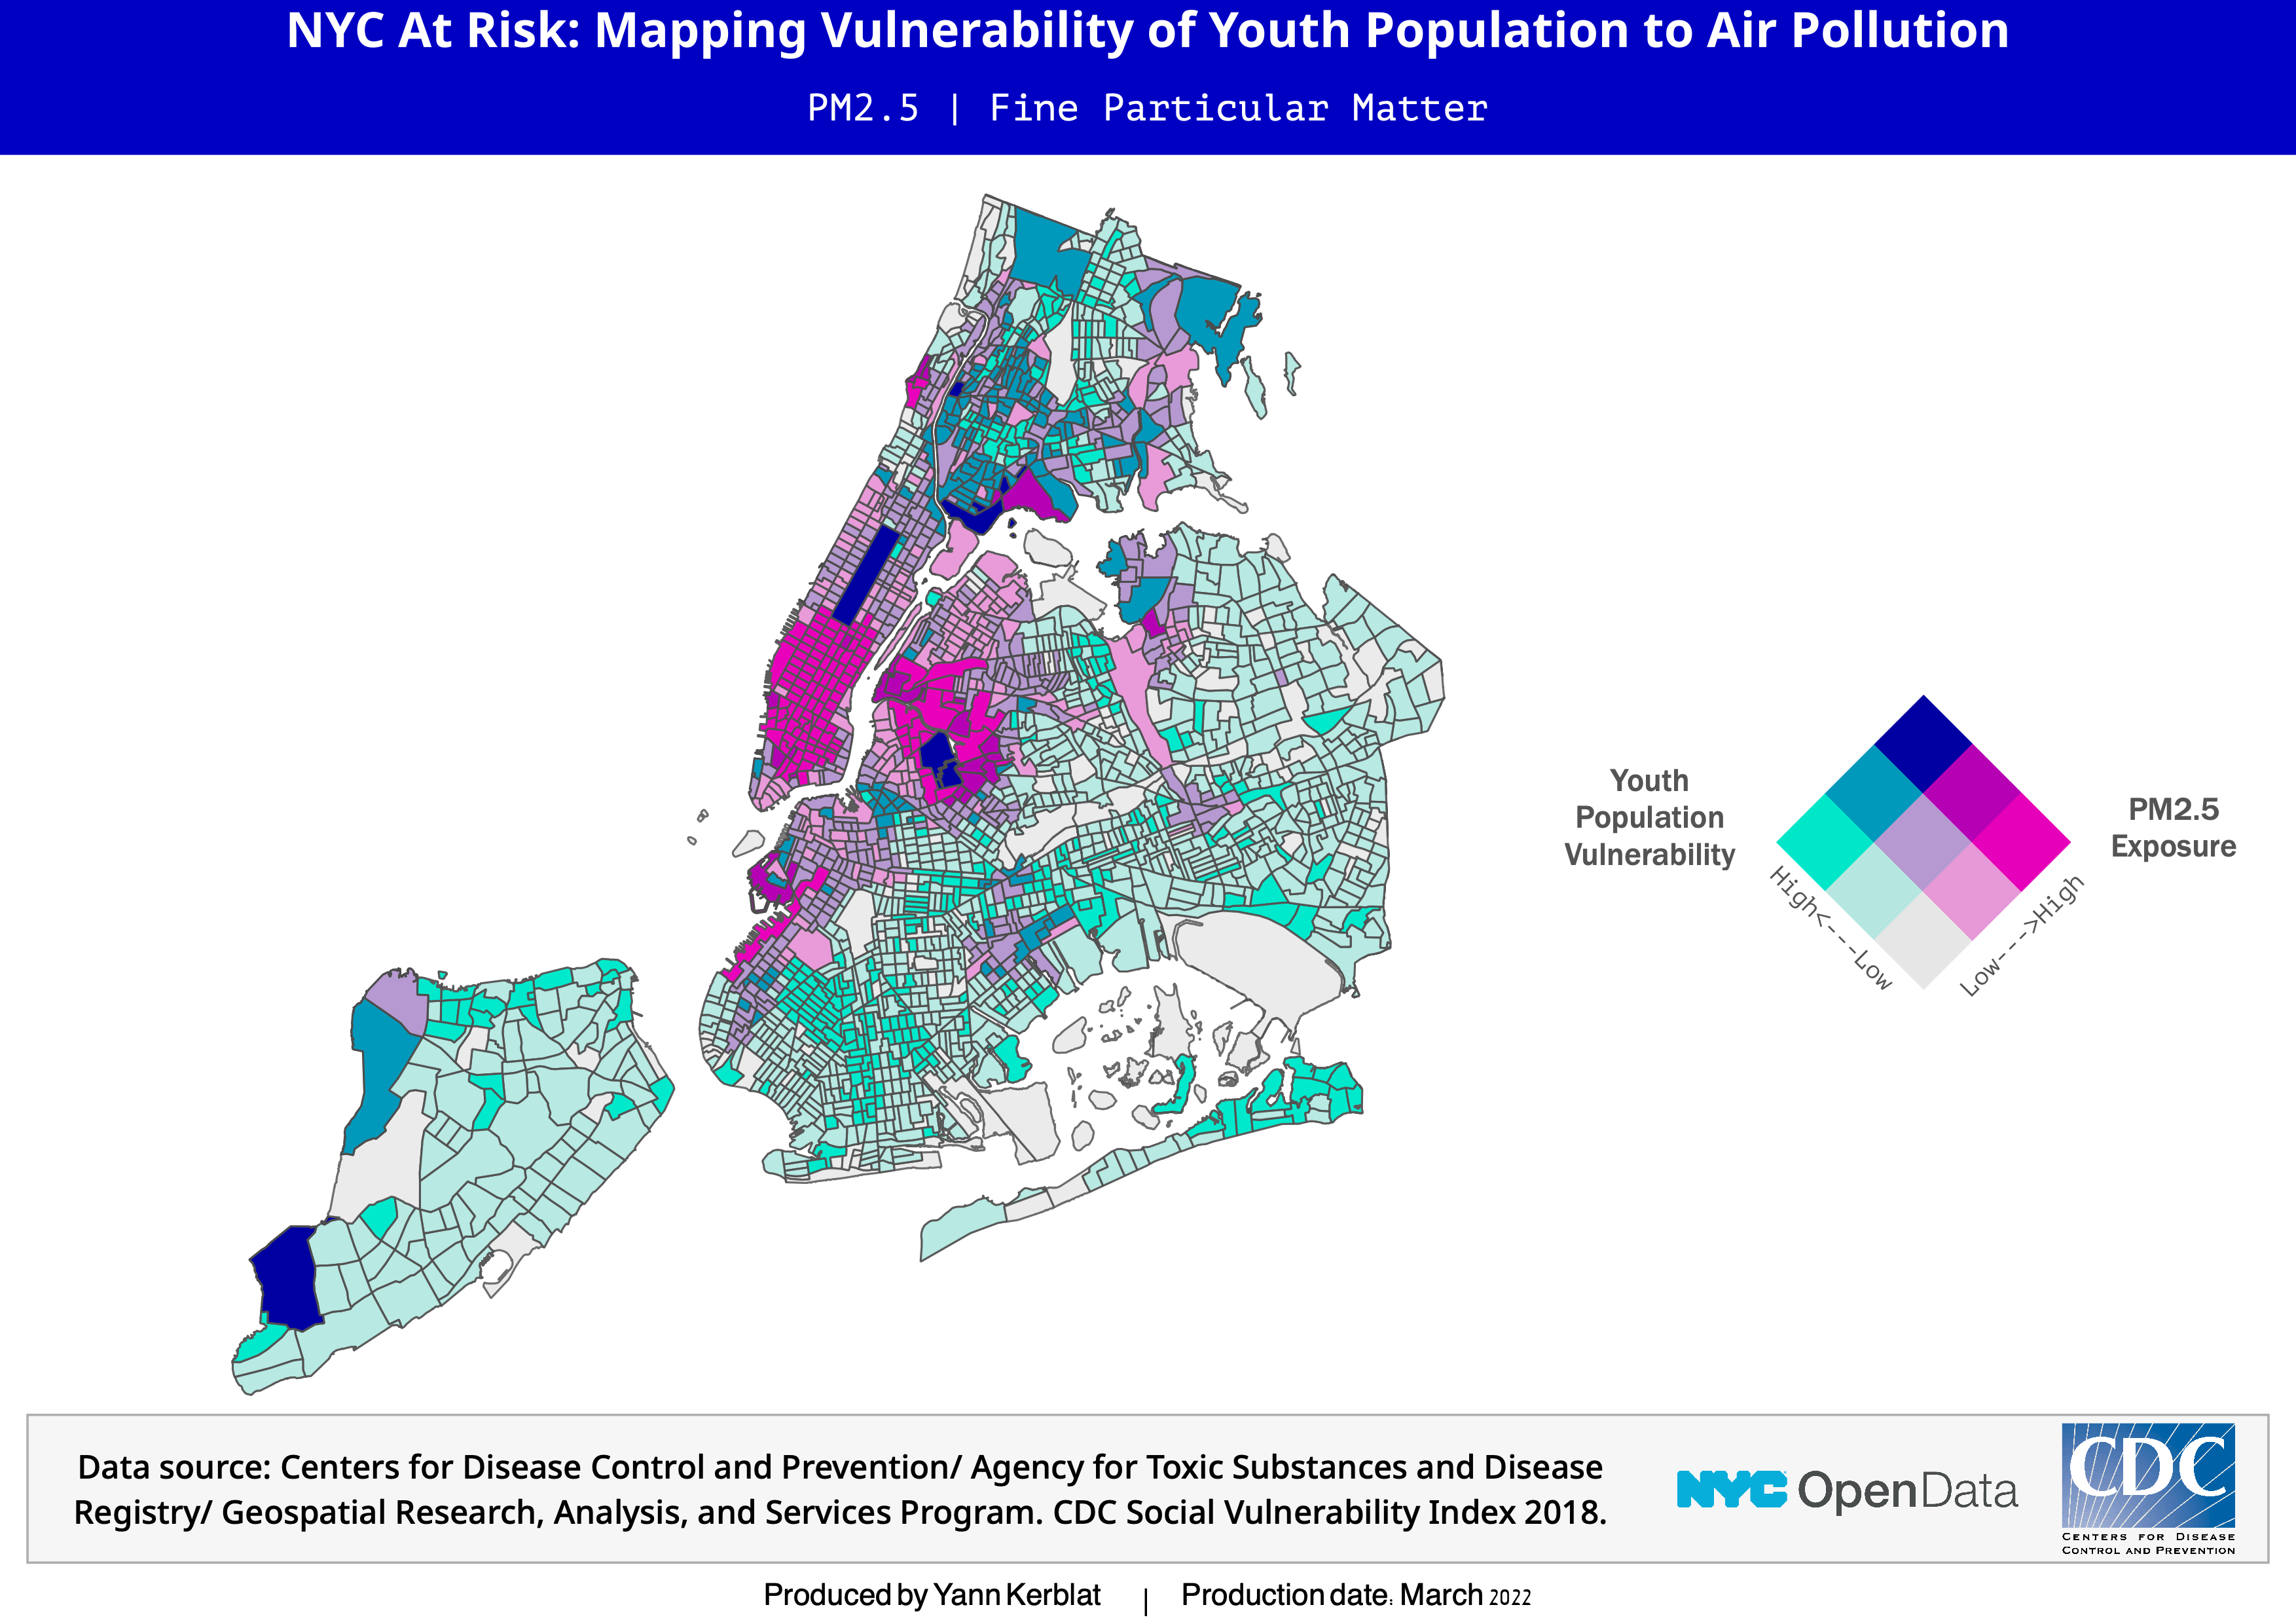 NYC At Risk: Mapping Vulnerability of Youth Population to Air Pollution
PM2.5 | Fine Particular Matter
Youth
Population
Vulnerability
PM2.5
Exposure
High<---Low
Low--->High
Data source: Centers for Disease Control and Prevention/ Agency for Toxic Substances and Disease
Registry/ Geospatial Research, Analysis, and Services Program. CDC Social Vulnerability Index 2018.
NYC OpenData
CDC
CENTERS FOR DISEASE
CONTROL AND PREVENTION
Produced by Yann Kerblat | Production date: March 2022